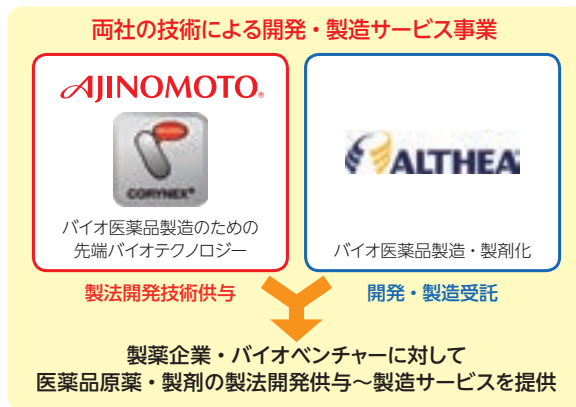 両社の技術による開発・製造サービス事業
AJINOMOTO®
CORYNEX®
バイオ医薬品製造のための
先端バイオテクノロジー
ALTHEA
バイオ医薬品製造・製剤化
製法開発技術供与
開発・製造受託
製薬企業・バイオベンチャーに対して
医薬品原薬・製剤の製法開発供与～製造サービスを提供